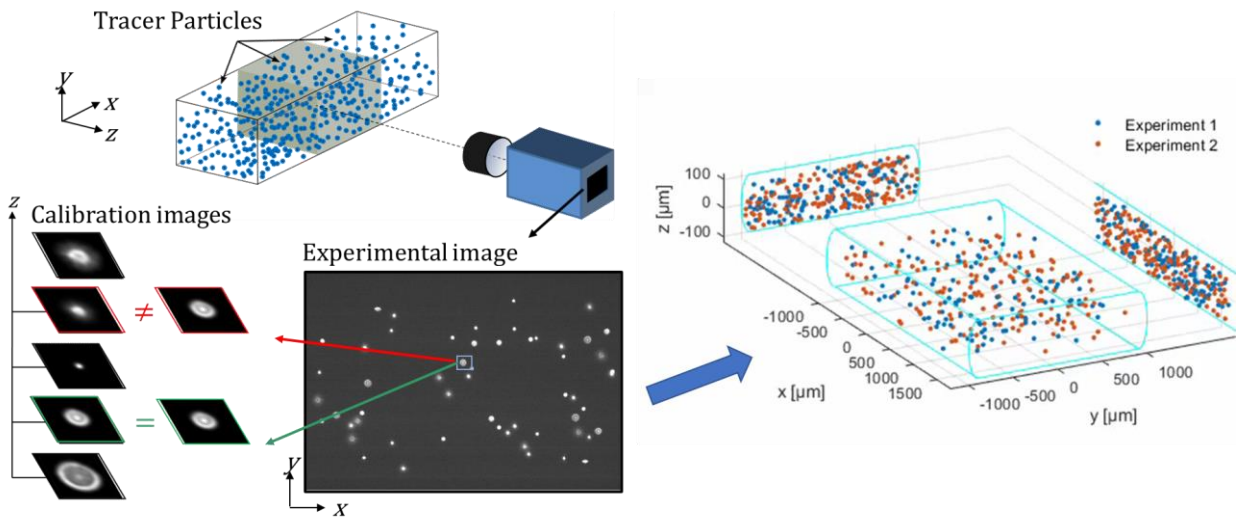 Tracer Particles
y
x
z
z
Calibration images
≠
=
Experimental image
y
x
Experiment 1
Experiment 2
z [µm]
100
0
-100
x [µm]
-1000
-500
0
500
1000
1500
y [µm]
-1000
-500
0
500
1000